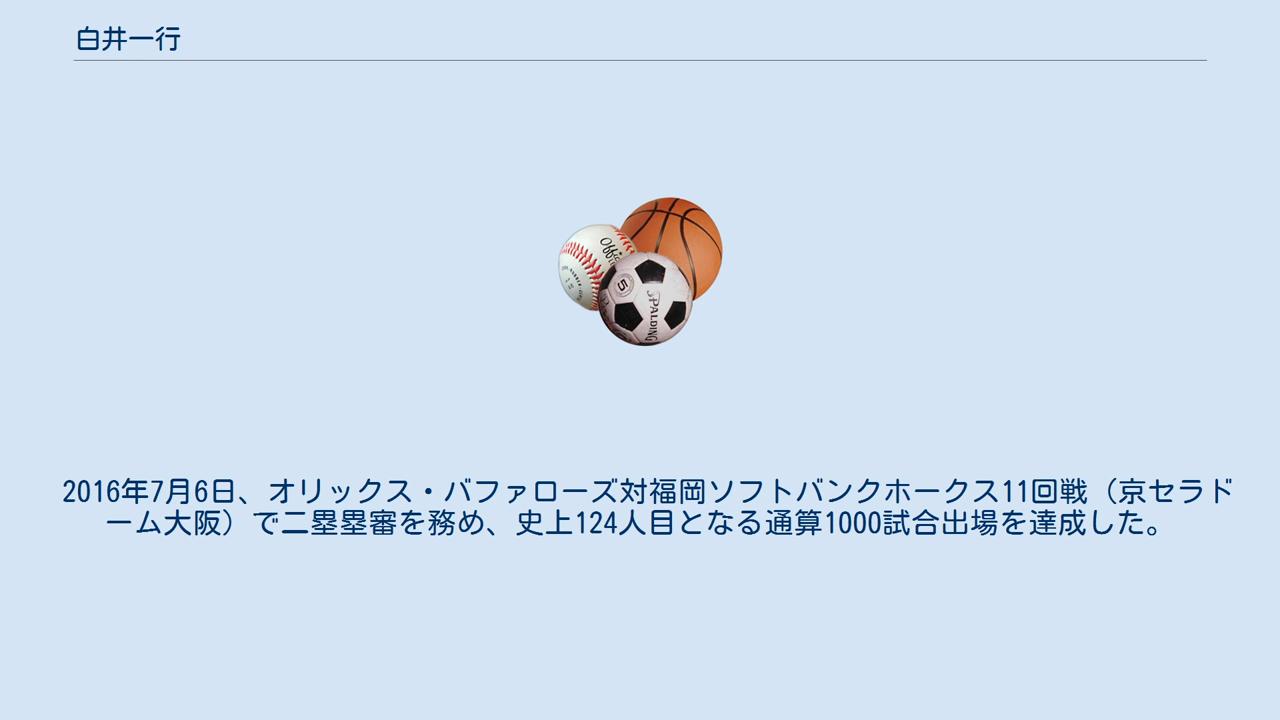 白井一行
Offic
5
SPALDING
2016年7月6日、オリックス・バファローズ対福岡ソフトバンクホークス11回戦（京セラド
ーム大阪）で二塁塁審を務め、史上124人目となる通算1000試合出場を達成した。